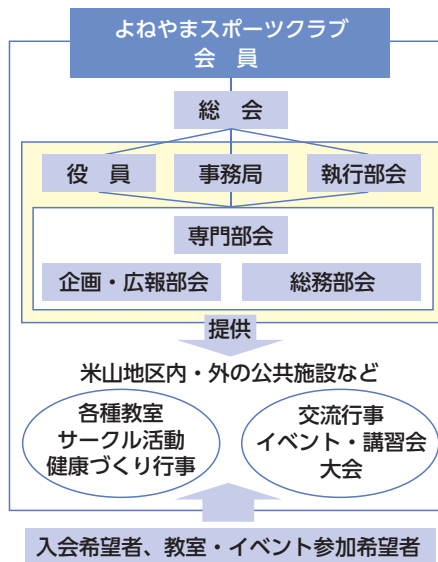 よねやまスポーツクラブ
会　員
総　会
役　員　事務局　執行部会
専門部会
企画・広報部会　総務部会
提供
米山地区内・外の公共施設など
各種教室
サークル活動
健康づくり行事
交流行事
イベント・講習会
大会
入会希望者、教室・イベント参加希望者